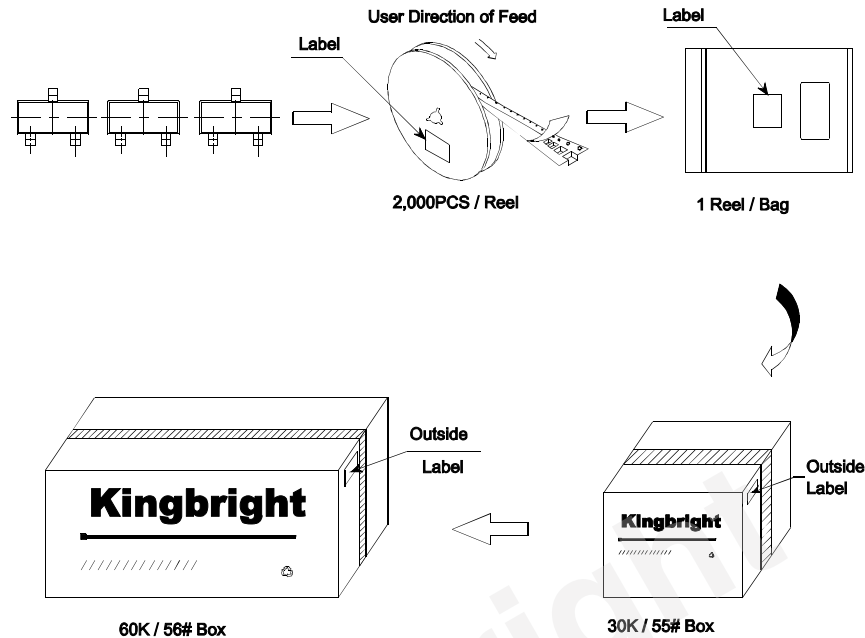 User Direction of Feed
Label
Label
2,000PCS / Reel
1 Reel / Bag
Outside
Label
Kingbright
60K / 56# Box
Outside
Label
Kingbright
30K / 55# Box
right